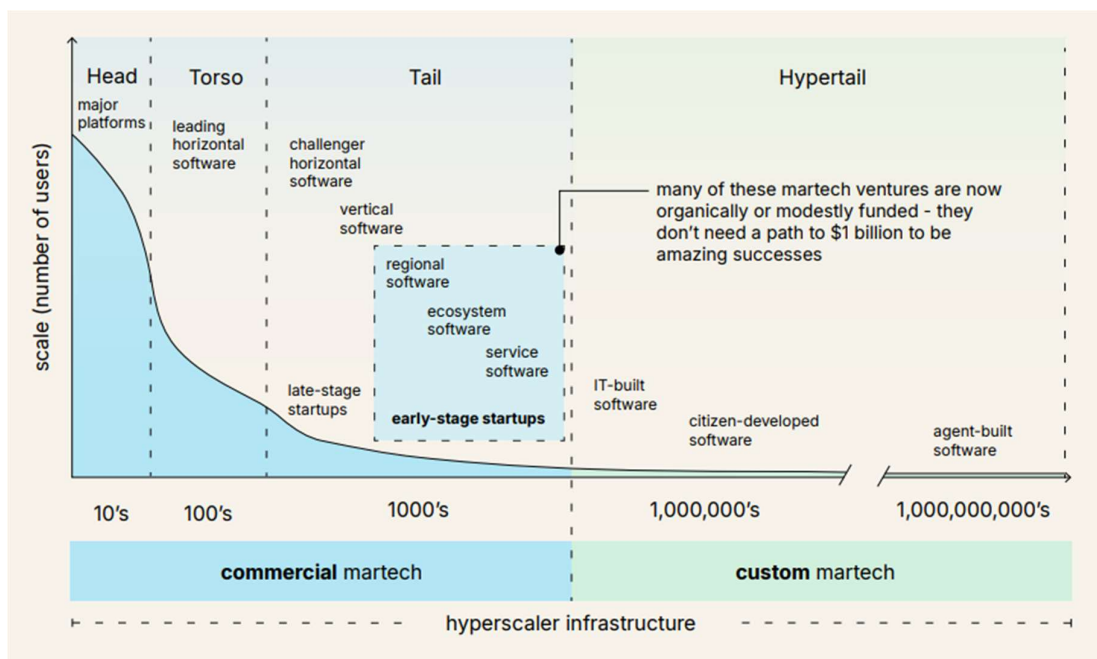 Head
Torso
Tail
Hypertail
major
platforms
leading
horizontal
software
challenger
horizontal
software
vertical
software
many of these martech ventures are now
organically or modestly funded - they
don't need a path to $1 billion to be
amazing successes
regional
software
ecosystem
software
service
software
early-stage startups
late-stage
startups
IT-built
software
citizen-developed
software
agent-built
software
scale (number of users)
10's
100's
1000's
1,000,000's
1,000,000,000's
commercial martech
custom martech
hyperscaler infrastructure